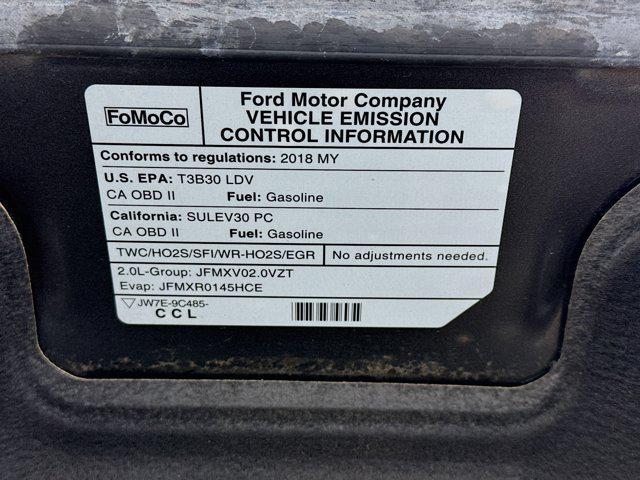 FoMoCo
Ford Motor Company
VEHICLE EMISSION
CONTROL INFORMATION
Conforms to regulations: 2018 MY
U.S. EPA: T3B30 LDV
CA OBD II Fuel: Gasoline
California: SULEV30 PC
CA OBD II Fuel: Gasoline
TWC/HO2S/SFI/WR-HO2S/EGR No adjustments needed.
2.0L-Group: JFMXV02.0VZT
Evap: JFMXR0145HCE
JW7E-9C485-
CCL